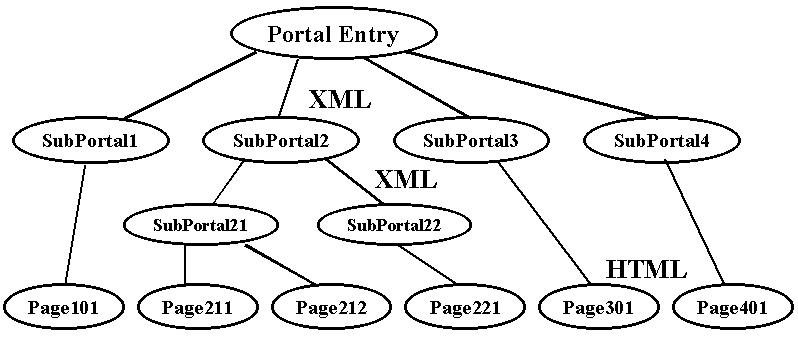 Portal Entry
XML
SubPortal1
SubPortal2
SubPortal3
SubPortal4
XML
SubPortal21
SubPortal22
HTML
Page101
Page211
Page212
Page221
Page301
Page401